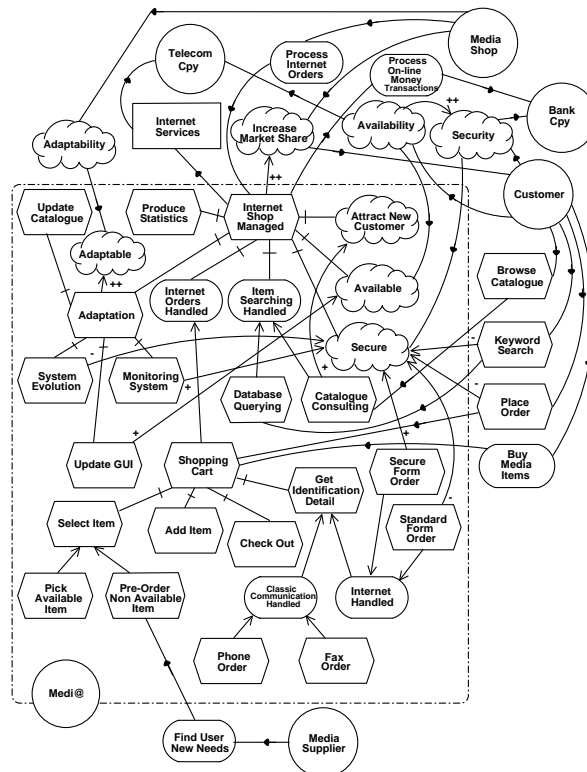 Media
Shop
Telecom
Cpy
Process
Internet
Orders
Process
On-line
Money
Transactions
Bank
Cpy
Internet
Services
Increase
Market Share
Availability
++
Security
Adaptability
Customer
++
Update
Catalogue
Produce
Statistics
Internet
Shop
Managed
Attract New
Customer
Adaptable
++
Internet
Orders
Handled
Item
Searching
Handled
Available
Browse
Catalogue
Adaptation
Secure
-
Keyword
Search
-
System
Evolution
Monitoring
System
+
Database
Querying
+
Catalogue
Consulting
-
Place
Order
+
+
Update GUI
Shopping
Cart
Get
Identification
Detail
Secure
Form
Order
Buy Media
Items
-
Select Item
Add Item
Check Out
Standard
Form
Order
Pick
Available
Item
Pre-Order
Non Available
Item
Classic
Communication
Handled
Internet
Handled
Phone
Order
Fax
Order
Medi@
Find User
New Needs
Media
Supplier